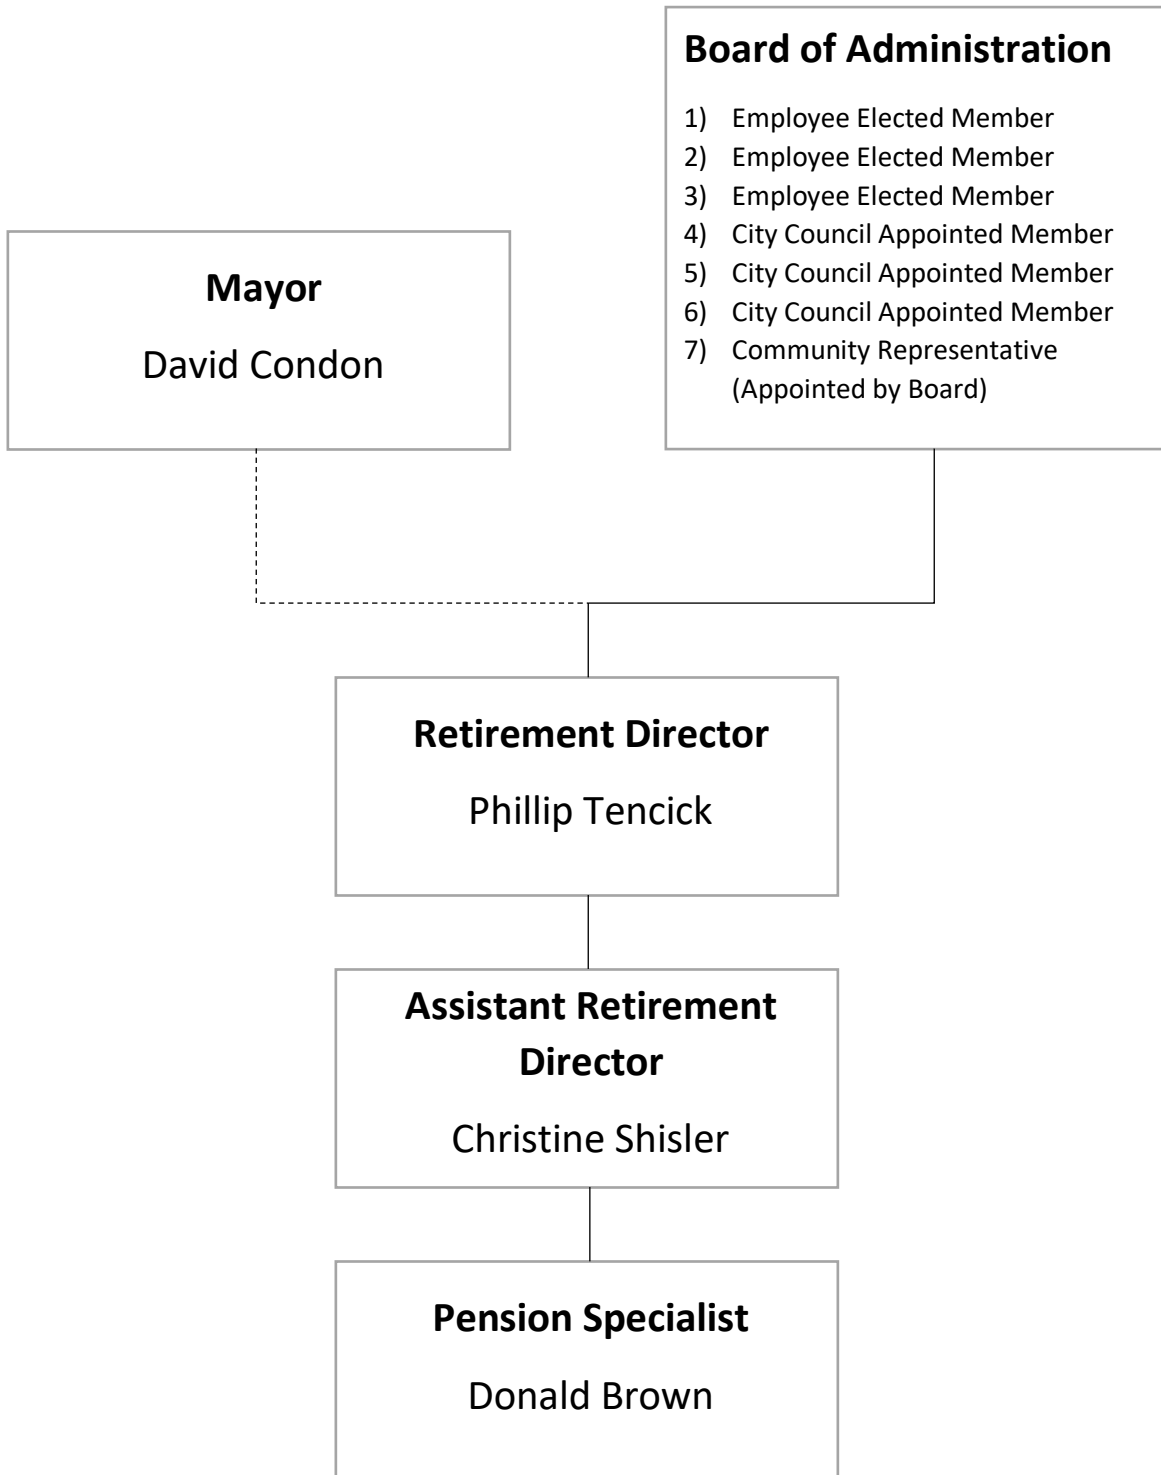 Board of Administration
1) Employee Elected Member
2) Employee Elected Member
3) Employee Elected Member
4) City Council Appointed Member
5) City Council Appointed Member
6) City Council Appointed Member
7) Community Representative
(Appointed by Board)
Mayor
David Condon
Retirement Director
Phillip Tencick
Assistant Retirement
Director
Christine Shisler
Pension Specialist
Donald Brown